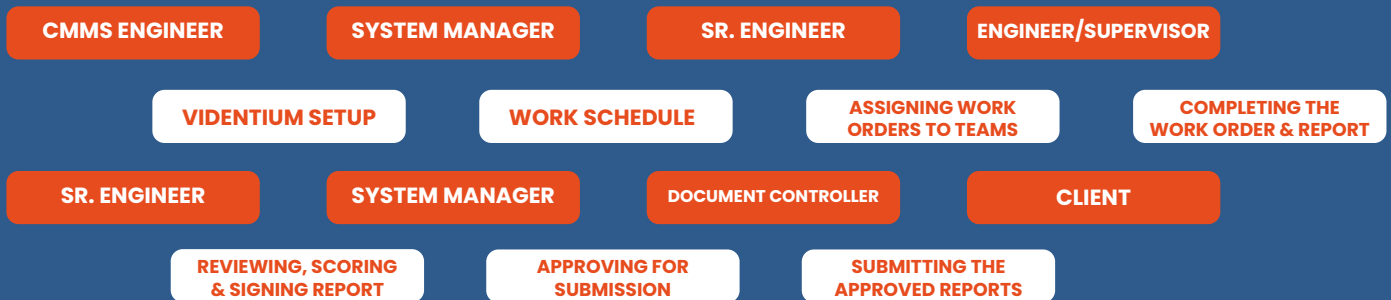 CMMS ENGINEER
SYSTEM MANAGER
SR. ENGINEER
ENGINEER/SUPERVISOR
VIDENTIUM SETUP
WORK SCHEDULE
ASSIGNING WORK
ORDERS TO TEAMS
COMPLETING THE
WORK ORDER & REPORT
SR. ENGINEER
SYSTEM MANAGER
DOCUMENT CONTROLLER
CLIENT
REVIEWING, SCORING
& SIGNING REPORT
APPROVING FOR
SUBMISSION
SUBMITTING THE
APPROVED REPORTS